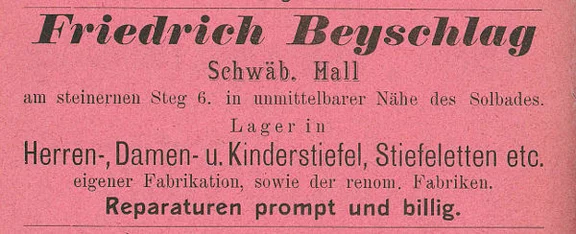 Friedrich Beyschlag
Schwäb. Hall
am steinernen Steg 6. in unmittelbarer Nähe des Solbades.
Lager in
Herren-, Damen- u. Kinderstiefel, Stiefeletten etc.
eigener Fabrikation, sowie der renom. Fabriken.
Reparaturen prompt und billig.